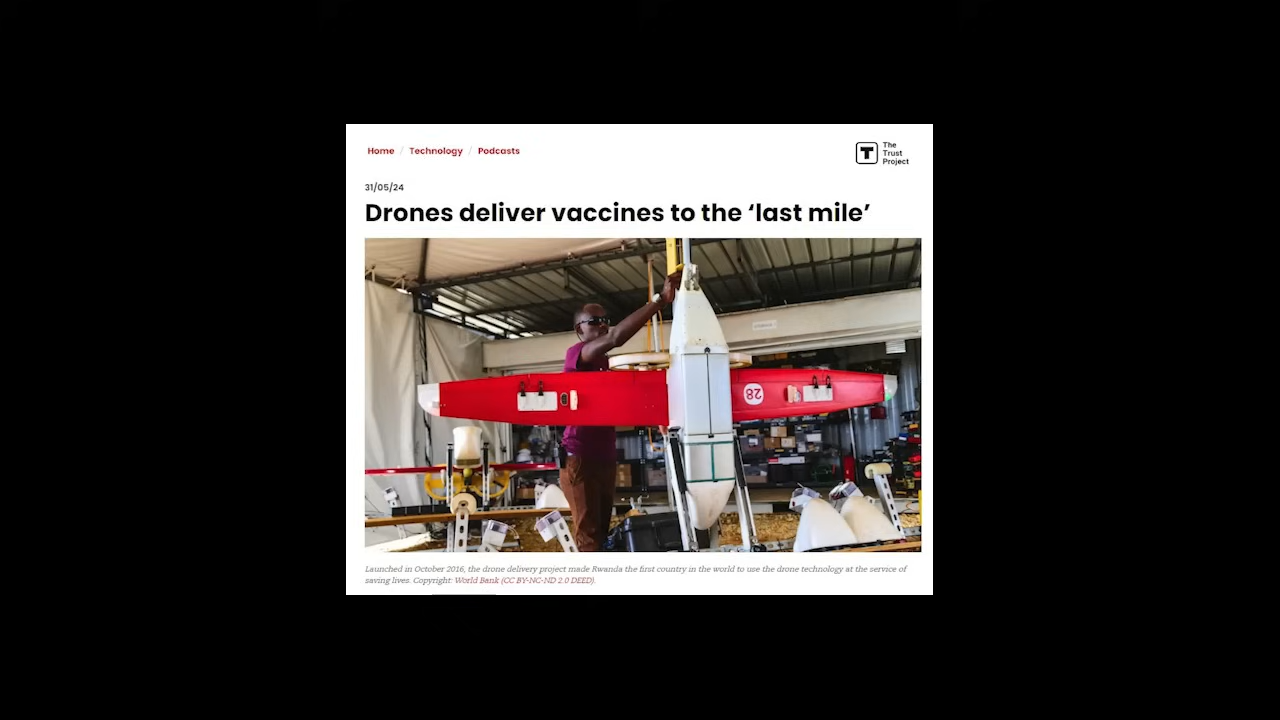 Home / Technology / Podcasts
The
Trust
Project
31/05/24
Drones deliver vaccines to the ‘last mile’
28
Launched in October 2016, the drone delivery project made Rwanda the first country in the world to use the drone technology at the service of
saving lives. Copyright: World Bank (CC BY-NC-ND 2.0 DEED).